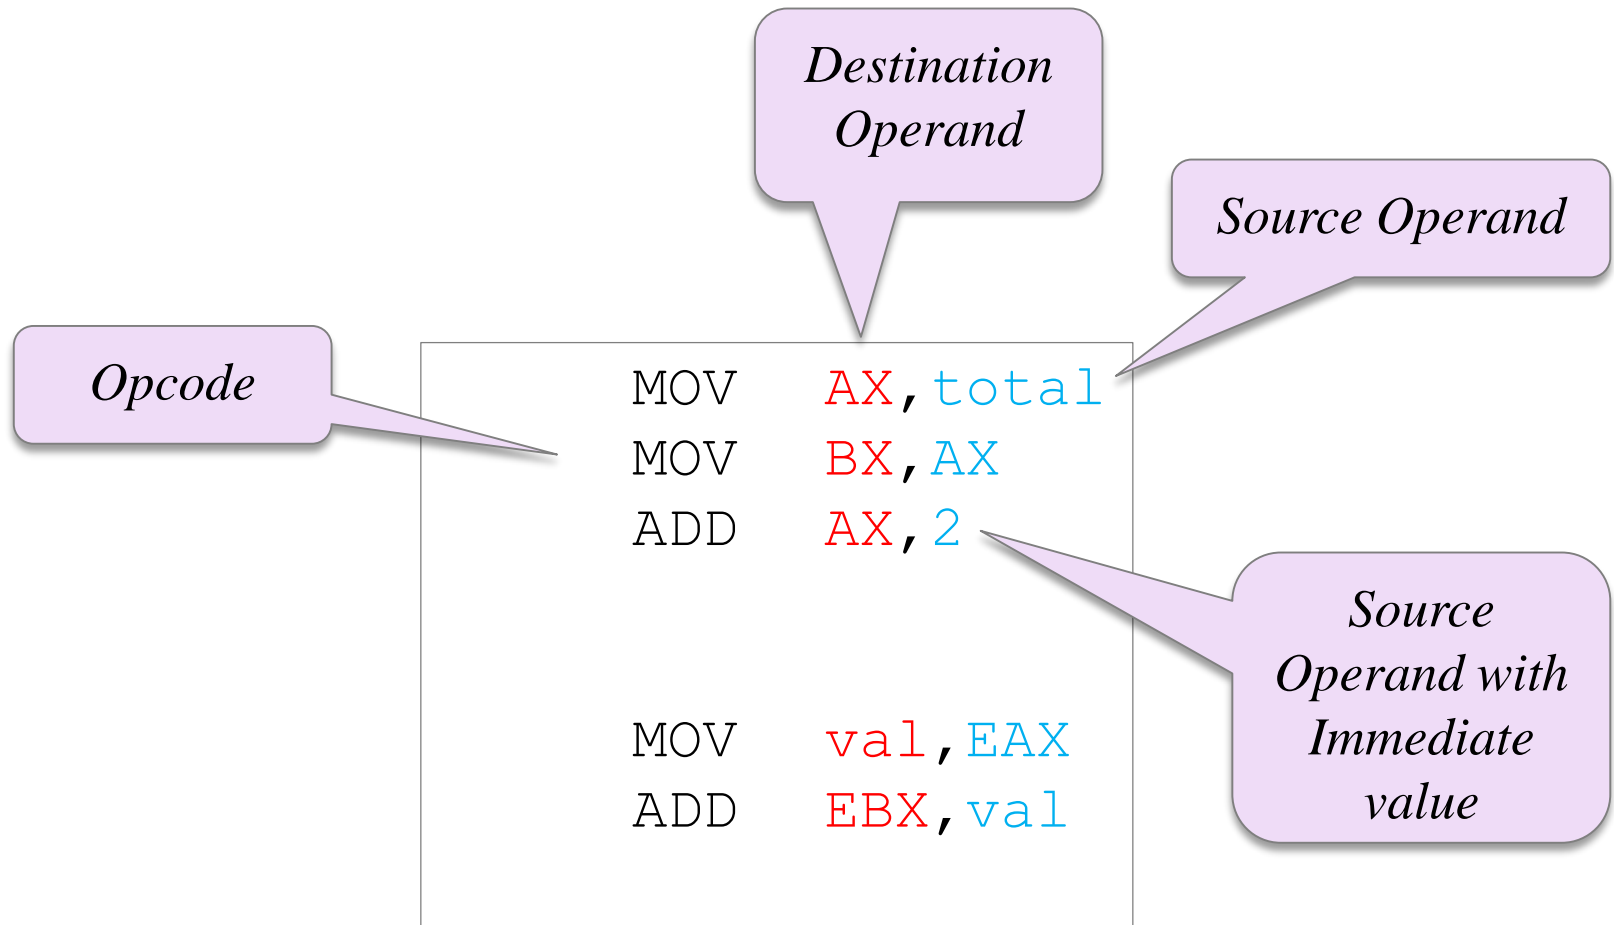 Destination
Operand
Source Operand
Opcode
MOV AX,total
MOV BX,AX
ADD AX,2
Source
Operand with
Immediate
value
MOV val,EAX
ADD EBX,val